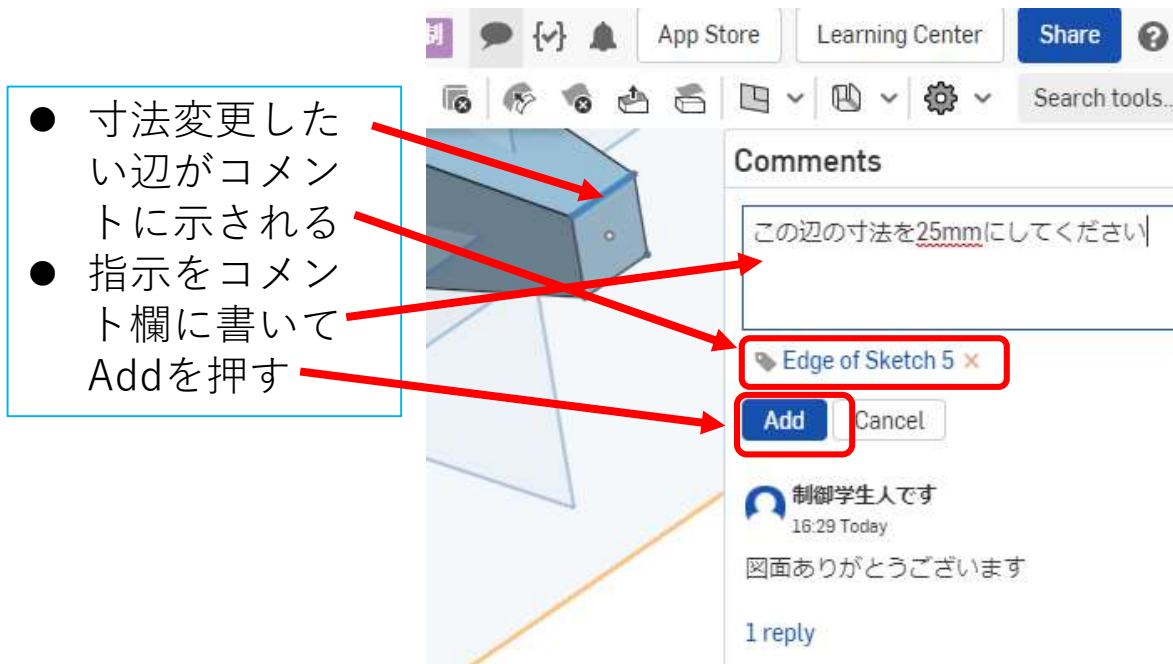 制
App Store
Learning Center
Share
Search tools...
● 寸法変更した
い辺がコメン
トに示される
● 指示をコメン
ト欄に書いて
Addを押す
Comments
この辺の寸法を25mmにしてください
Edge of Sketch 5 ×
Add
Cancel
制御学生人です
16:29 Today
図面ありがとうございます
1 reply